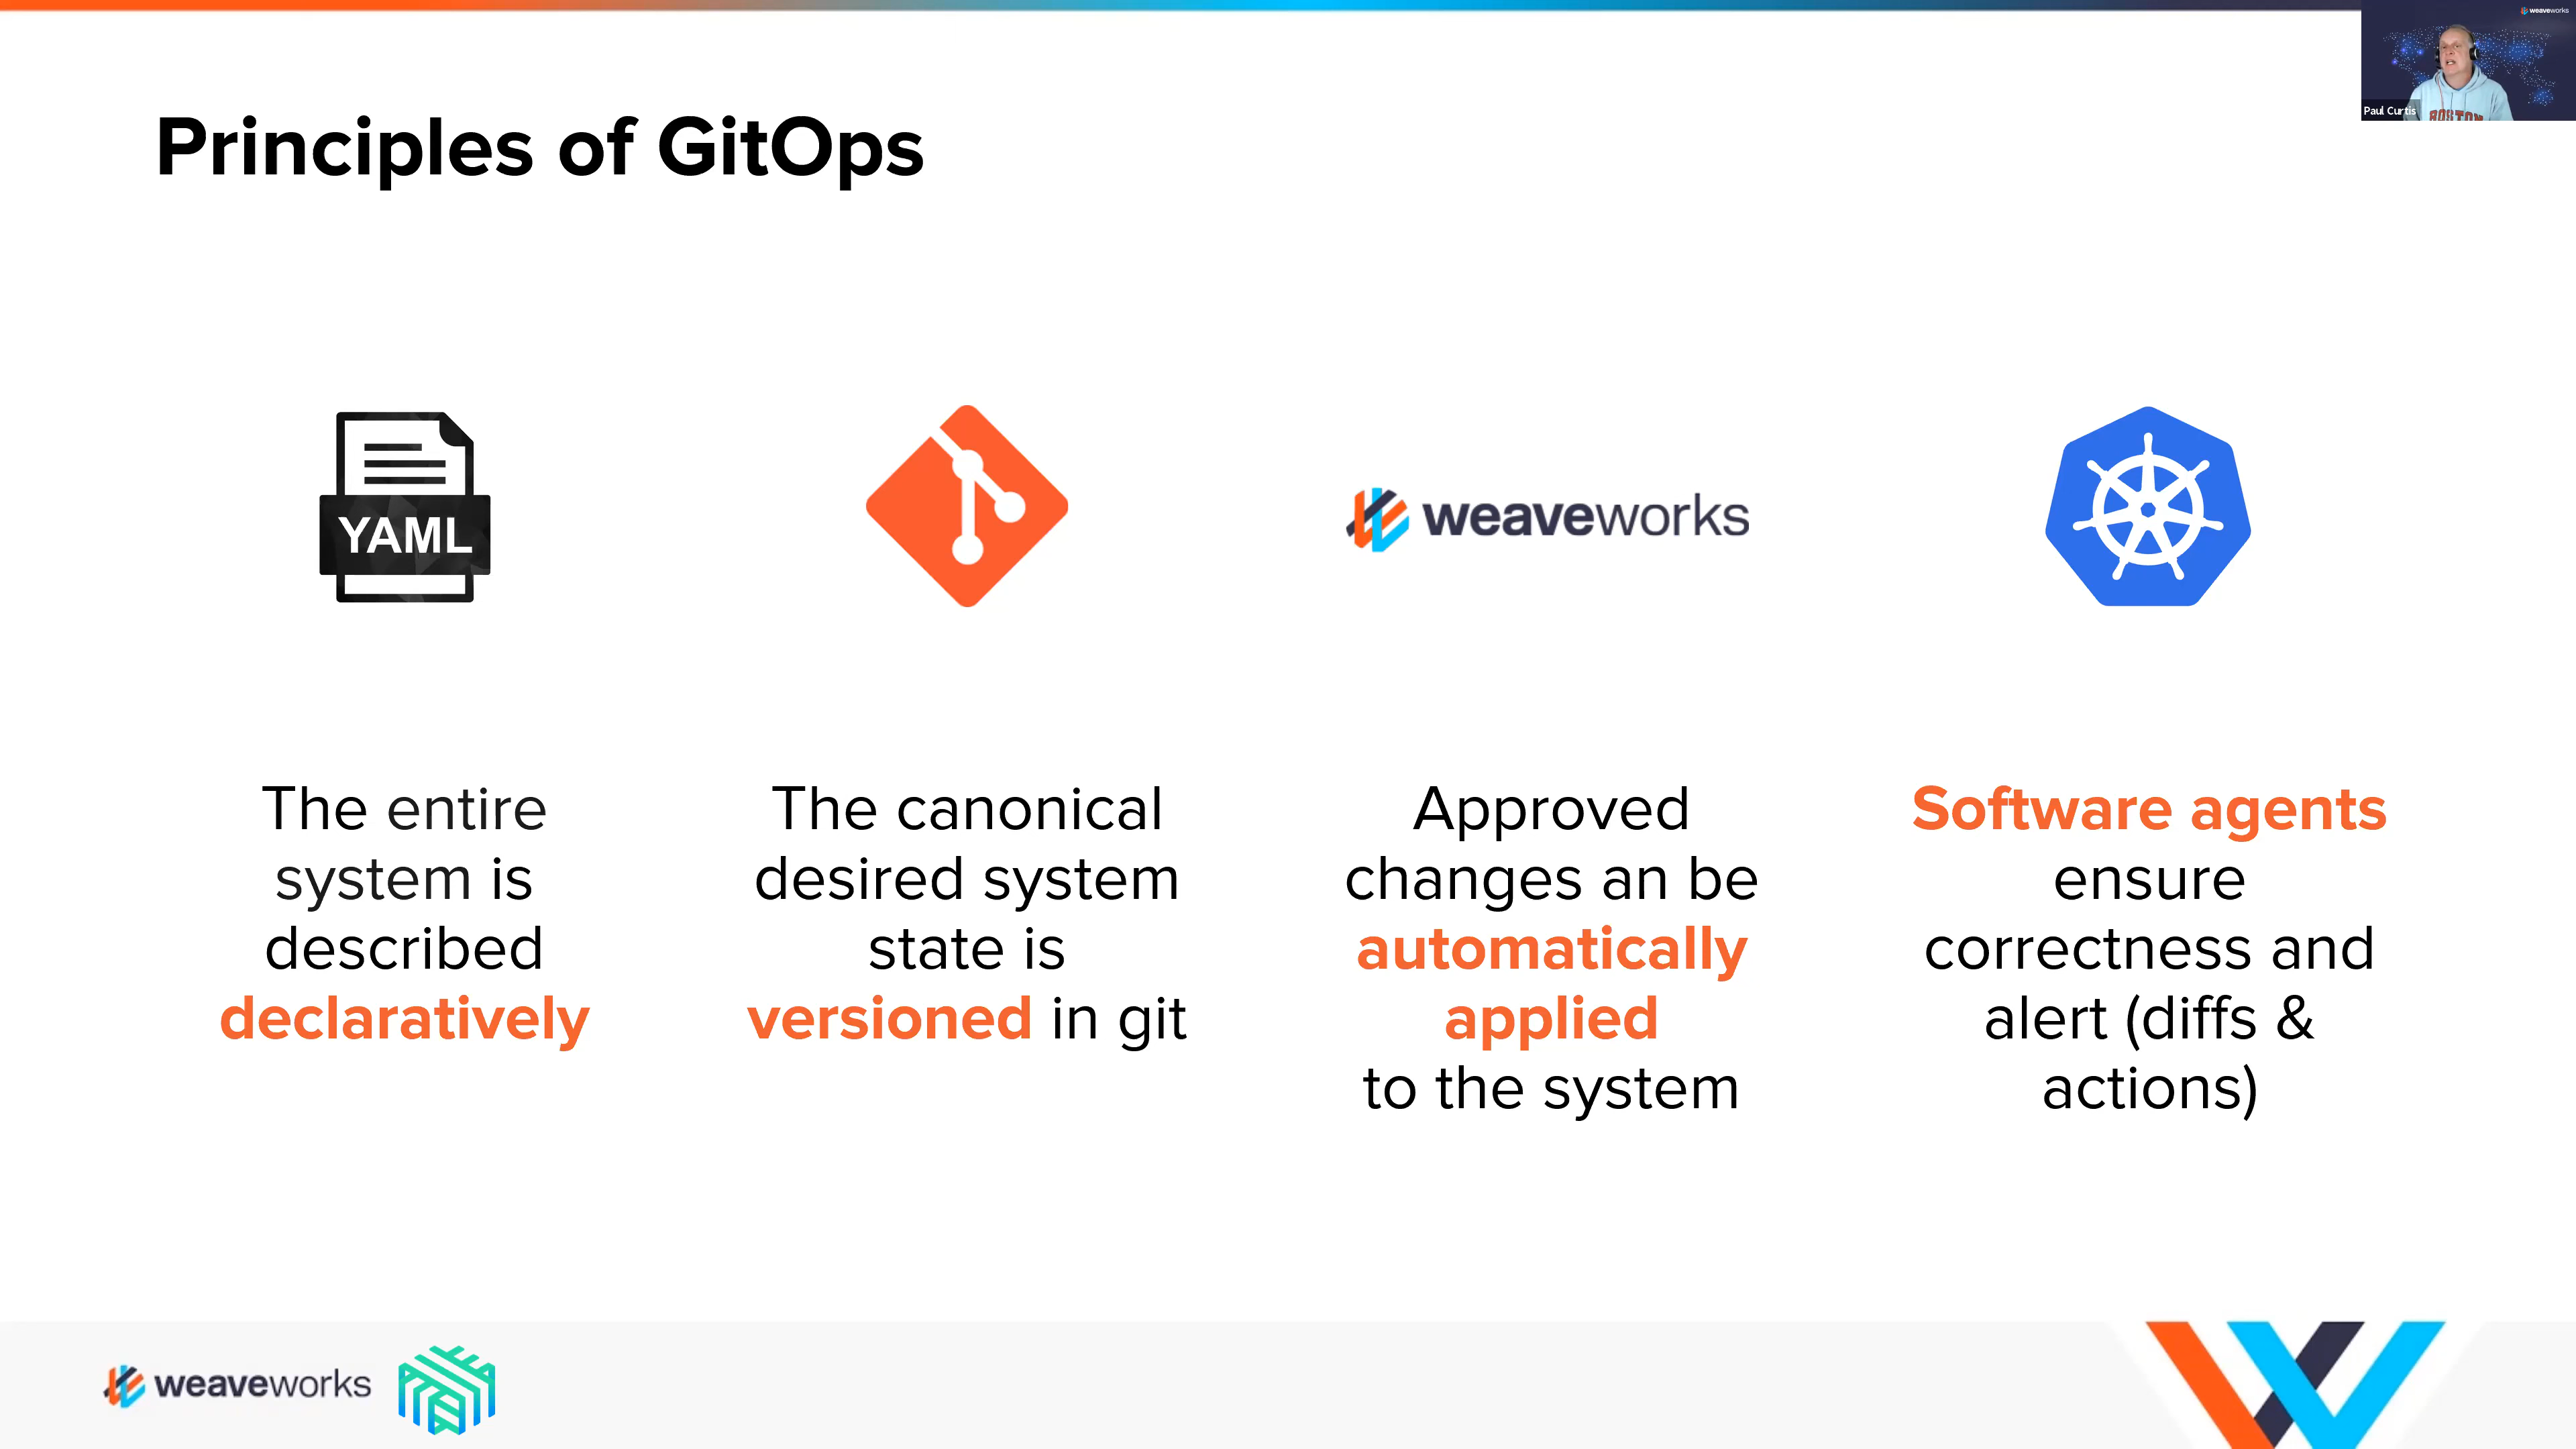 weaveworks
Paul Curtis
BOSTON
Principles of GitOps
YAML
weaveworks
The entire
system is
described
declaratively
The canonical
desired system
state is
versioned in git
Approved
changes an be
automatically
applied
to the system
Software agents
ensure
correctness and
alert (diffs &
actions)
weaveworks